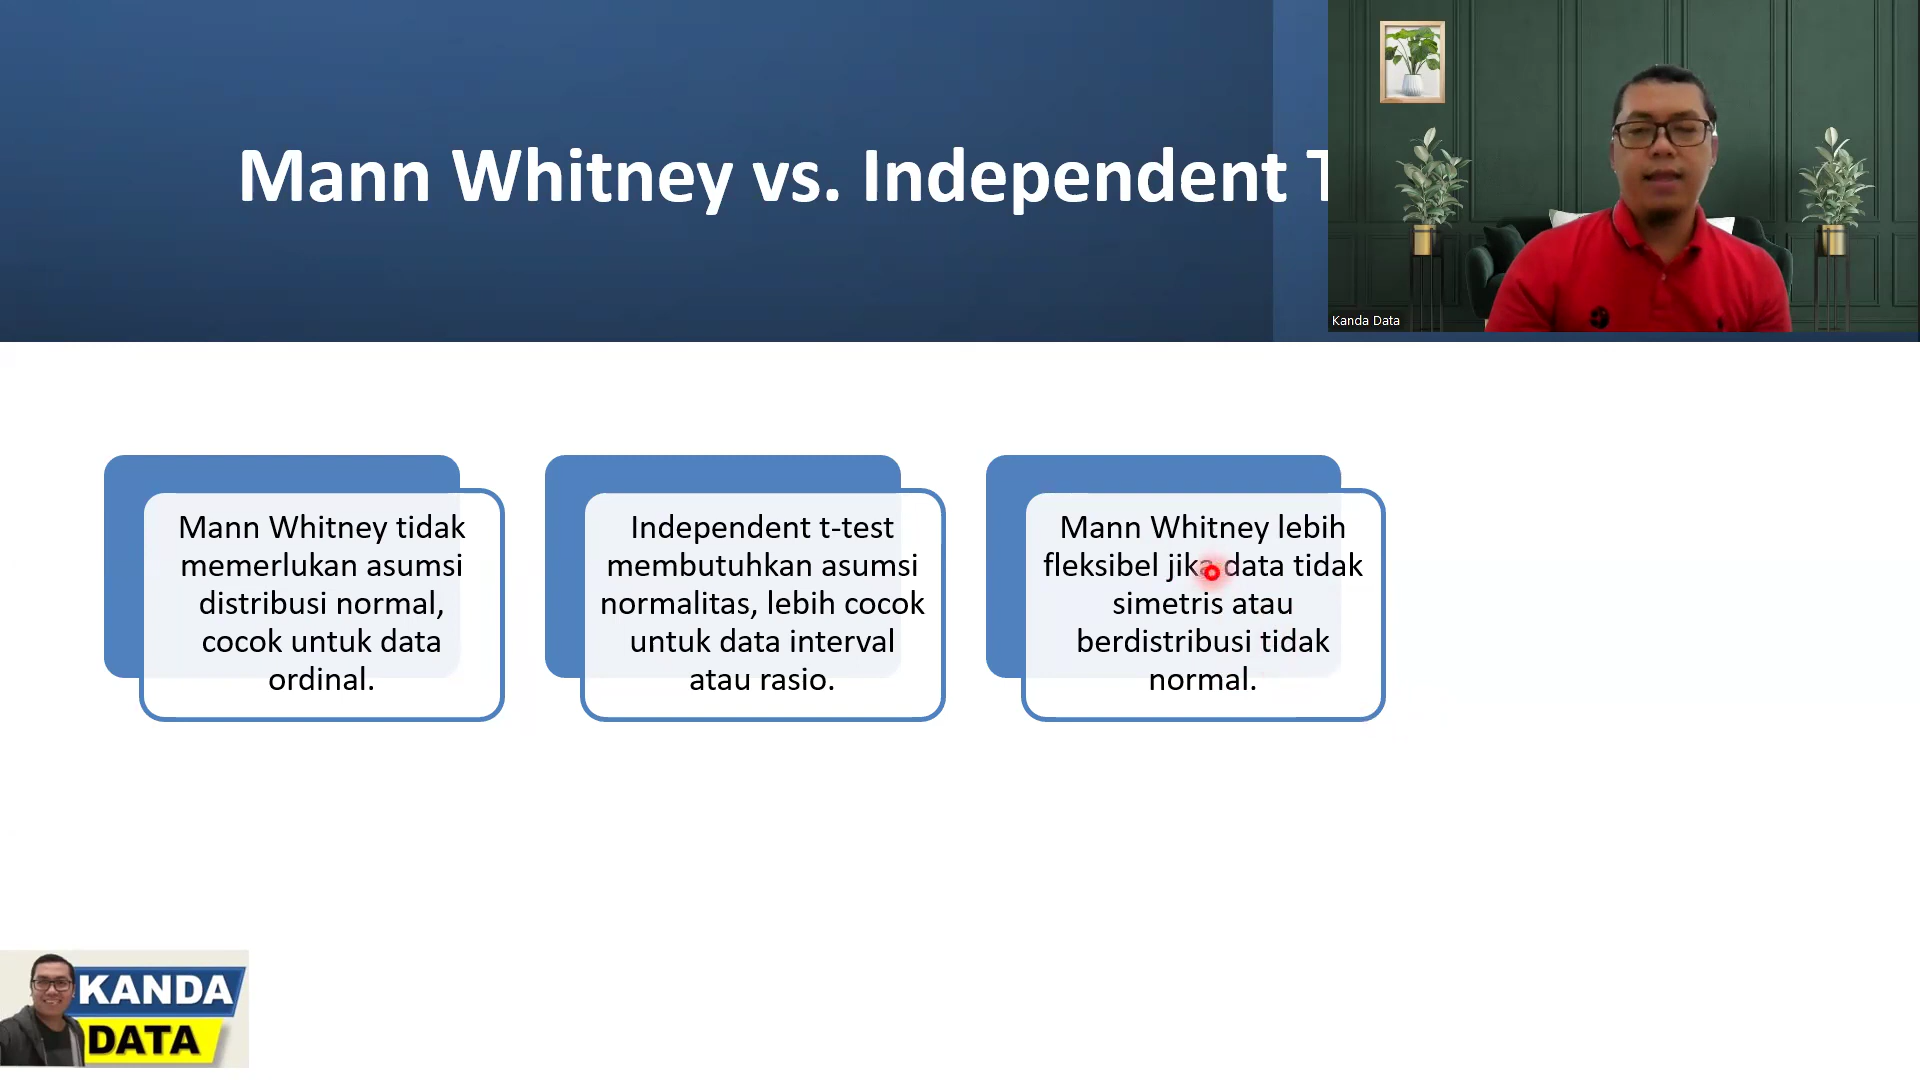 Mann Whitney vs. Independent T
Kanda Data
Mann Whitney tidak
memerlukan asumsi
distribusi normal,
cocok untuk data
ordinal.
Independent t-test
membutuhkan asumsi
normalitas, lebih cocok
untuk data interval
atau rasio.
Mann Whitney lebih
fleksibel jika data tidak
simetris atau
berdistribusi tidak
normal.
KANDA
DATA